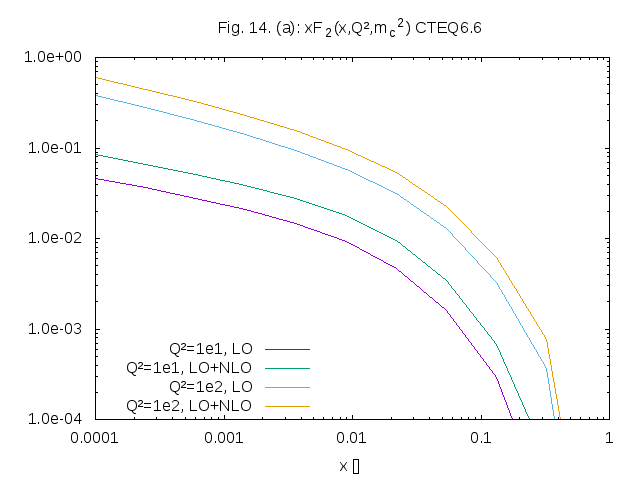 Fig. 14. (a): xF₂(x,Q²,m_c²) CTEQ6.6
1.0e+00
1.0e-01
1.0e-02
1.0e-03
1.0e-04
Q²=1e1, LO
Q²=1e1, LO+NLO
Q²=1e2, LO
Q²=1e2, LO+NLO
0.0001 0.001 0.01 0.1 1
x []